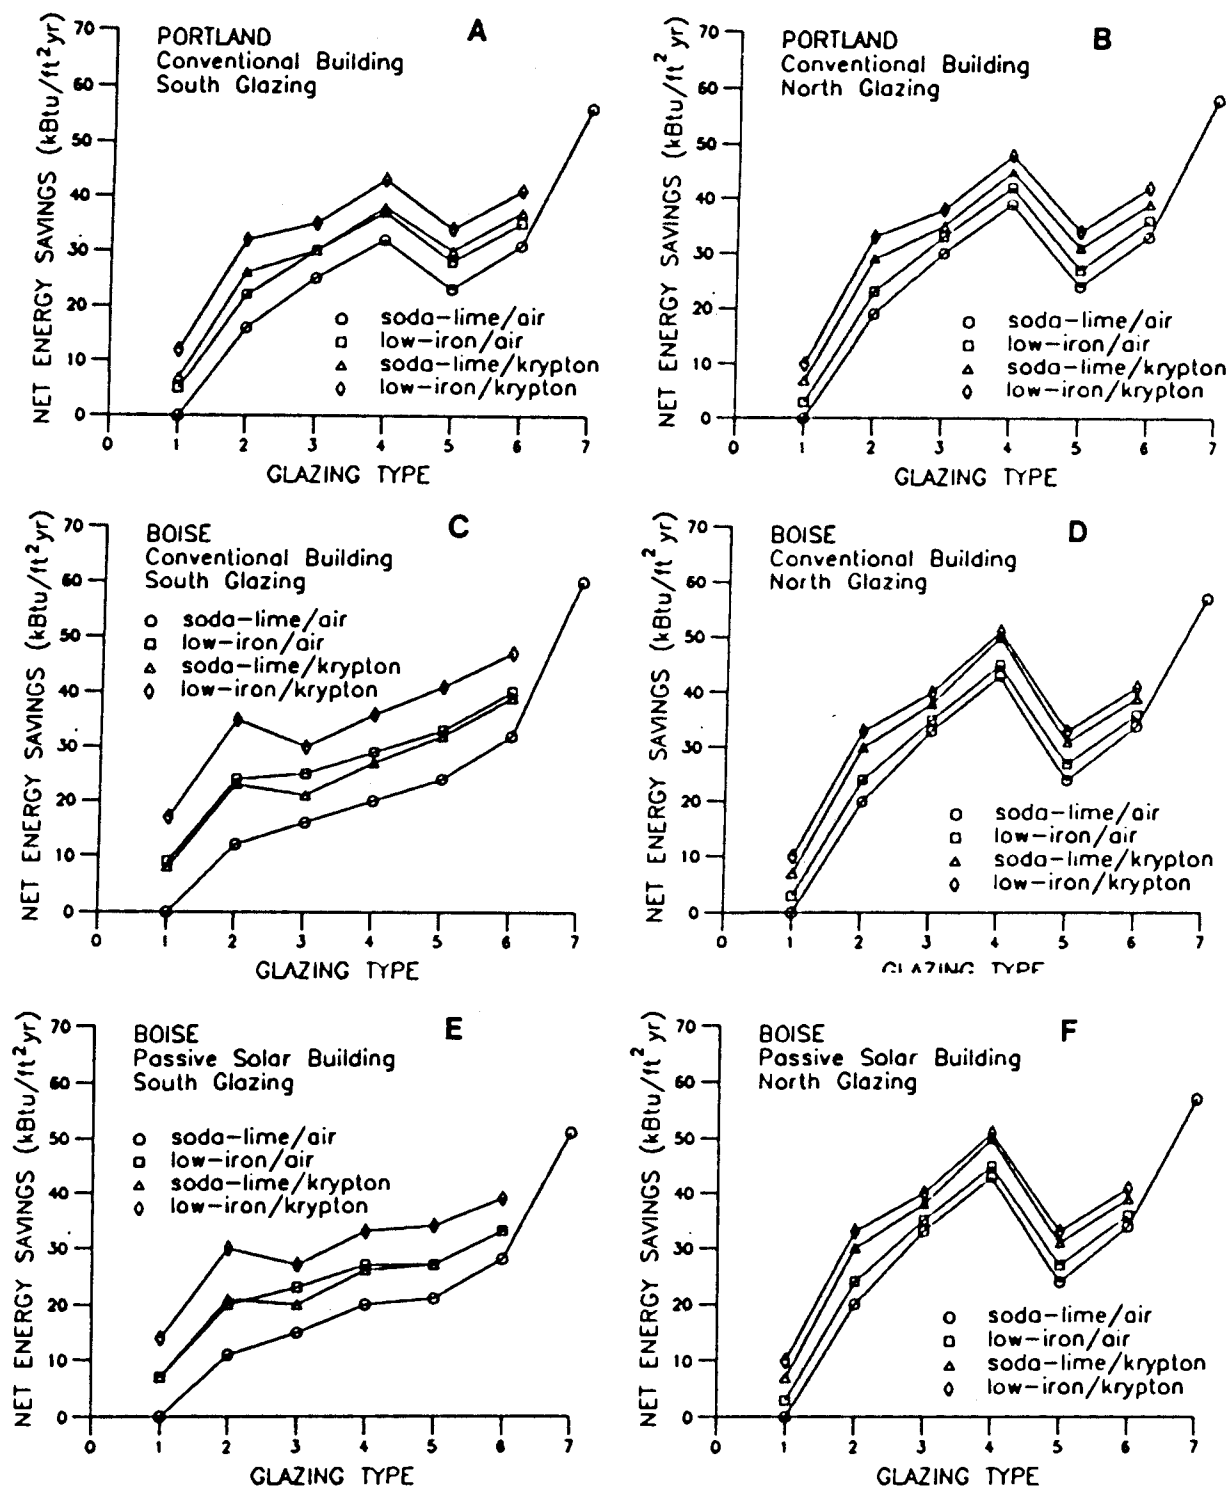 A
PORTLAND
Conventional Building
South Glazing
NET ENERGY SAVINGS (kBtu/ft² yr)
70
60
50
40
30
20
10
0
soda-lime/air
low-iron/air
soda-lime/krypton
low-iron/krypton
0 1 2 3 4 5 6 7
GLAZING TYPE
B
PORTLAND
Conventional Building
North Glazing
NET ENERGY SAVINGS (kBtu/ft² yr)
70
60
50
40
30
20
10
0
soda-lime/air
low-iron/air
soda-lime/krypton
low-iron/krypton
0 1 2 3 4 5 6 7
GLAZING TYPE
C
BOISE
Conventional Building
South Glazing
soda-lime/air
low-iron/air
soda-lime/krypton
low-iron/krypton
NET ENERGY SAVINGS (kBtu/ft² yr)
70
60
50
40
30
20
10
0
0 1 2 3 4 5 6 7
GLAZING TYPE
D
BOISE
Conventional Building
North Glazing
NET ENERGY SAVINGS (kBtu/ft² yr)
70
60
50
40
30
20
10
0
soda-lime/air
low-iron/air
soda-lime/krypton
low-iron/krypton
0 1 2 3 4 5 6 7
GLAZING TYPE
E
BOISE
Passive Solar Building
South Glazing
soda-lime/air
low-iron/air
soda-lime/krypton
low-iron/krypton
NET ENERGY SAVINGS (kBtu/ft² yr)
70
60
50
40
30
20
10
0
0 1 2 3 4 5 6 7
GLAZING TYPE
F
BOISE
Passive Solar Building
North Glazing
NET ENERGY SAVINGS (kBtu/ft² yr)
70
60
50
40
30
20
10
0
soda-lime/air
low-iron/air
soda-lime/krypton
low-iron/krypton
0 1 2 3 4 5 6 7
GLAZING TYPE